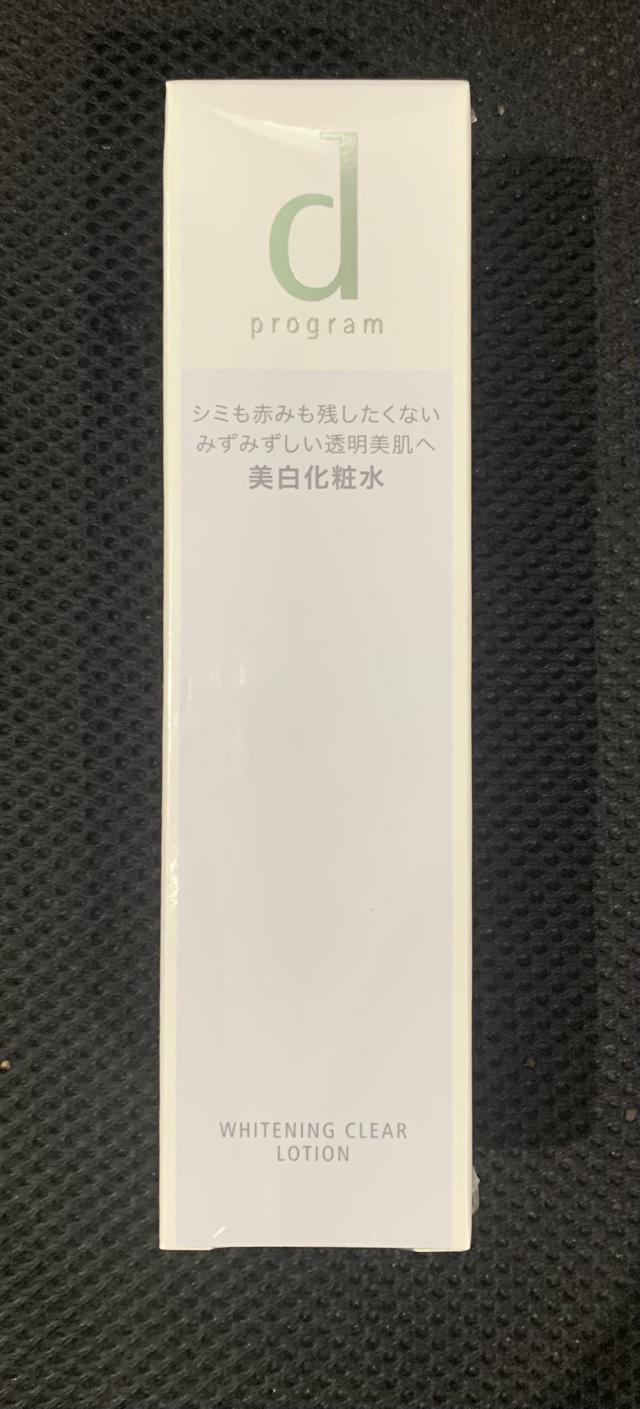 d
program
シミも赤みも残したくない
みずみずしい透明美肌へ
美白化粧水
WHITENING CLEAR
LOTION